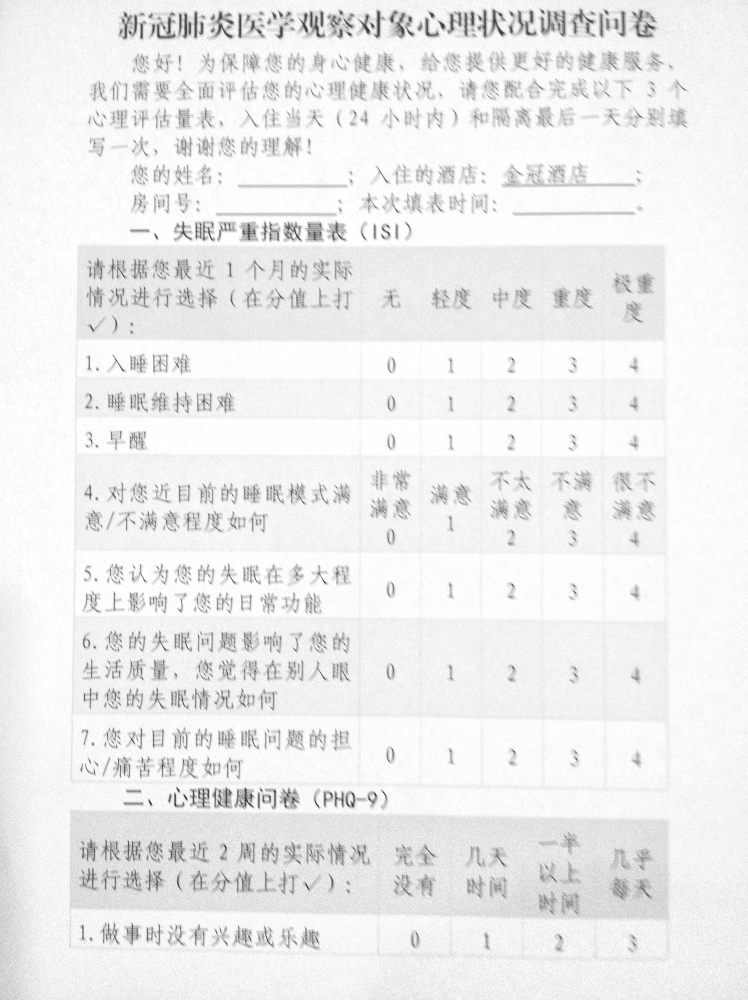 新冠肺炎医学观察对象心理状况调查问卷
您好！为保障您的身心健康，给您提供更好的健康服务，
我们需要全面评估您的心理健康状况，请您配合完成以下 3 个
心理评估量表，入住当天（24 小时内）和隔离最后一天分别填
写一次，谢谢您的理解！
您的姓名：；入住的酒店：金冠酒店；
房间号：；本次填表时间：。
一、失眠严重指数量表（ISI）
请根据您最近 1 个月的实际
情况进行选择（在分值上打
✓）：
无 轻度 中度 重度 极重
度
1. 入睡困难 0 1 2 3 4
2. 睡眠维持困难 0 1 2 3 4
3. 早醒 0 1 2 3 4
4. 对您近目前的睡眠模式满
意/不满意程度如何
非常 满意 不太 不满 很不
满意 1 满意 意 满意
0 2 3 4
5. 您认为您的失眠在多大程
度上影响了您的日常功能
0 1 2 3 4
6. 您的失眠问题影响了您的
生活质量，您觉得在别人眼
中您的失眠情况如何
0 1 2 3 4
7. 您对目前的睡眠问题的担
心/痛苦程度如何
0 1 2 3 4
二、心理健康问卷（PHQ-9）
请根据您最近 2 周的实际情况
进行选择（在分值上打✓）：
完全 几天 一半 几乎
没有 时间 以上 每天
时间
1. 做事时没有兴趣或乐趣 0 1 2 3